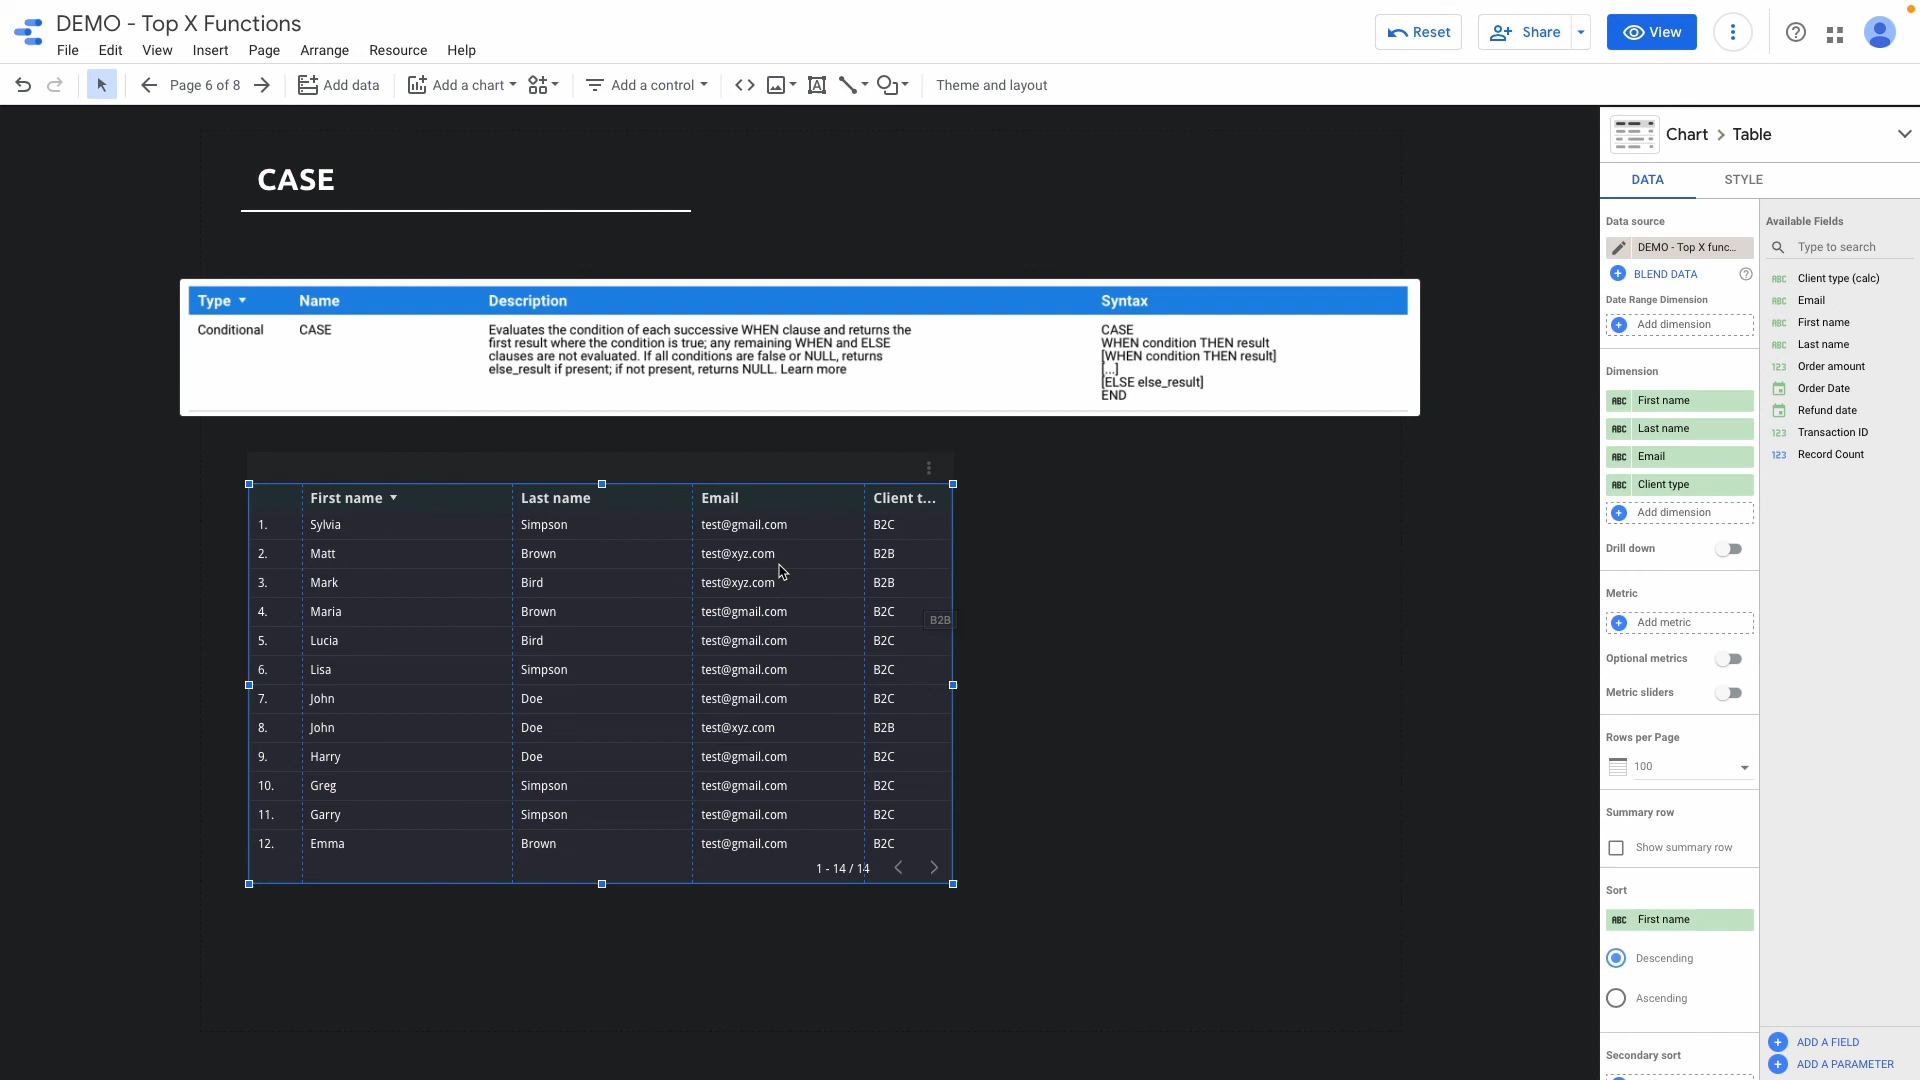 DEMO - Top X Functions
File Edit View Insert Page Arrange Resource Help
Reset
Share
View
Page 6 of 8
Add data
Add a chart
Add a control
Theme and layout
CASE
Type Name Description Syntax
Conditional CASE
Evaluates the condition of each successive WHEN clause and returns the
first result where the condition is true; any remaining WHEN and ELSE
clauses are not evaluated. If all conditions are false or NULL, returns
else_result if present; if not present, returns NULL. Learn more
CASE
WHEN condition THEN result
[WHEN condition THEN result]
[...]
[ELSE else_result]
END
First name Last name Email Client t...
1. Sylvia Simpson test@gmail.com B2C
2. Matt Brown test@xyz.com B2B
3. Mark Bird test@xyz.com B2B
4. Maria Brown test@gmail.com B2C
B2B
5. Lucia Bird test@gmail.com B2C
6. Lisa Simpson test@gmail.com B2C
7. John Doe test@gmail.com B2C
8. John Doe test@xyz.com B2B
9. Harry Doe test@gmail.com B2C
10. Greg Simpson test@gmail.com B2C
11. Garry Simpson test@gmail.com B2C
12. Emma Brown test@gmail.com B2C
1 - 14 / 14
Chart > Table
DATA STYLE
Data source
DEMO - Top X func...
BLEND DATA
Date Range Dimension
Add dimension
Dimension
ABC First name
ABC Last name
ABC Email
ABC Client type
Add dimension
Drill down
Metric
Add metric
Optional metrics
Metric sliders
Rows per Page
100
Summary row
Show summary row
Sort
ABC First name
Descending
Ascending
Secondary sort
Available Fields
Type to search
ABC Client type (calc)
ABC Email
ABC First name
ABC Last name
123 Order amount
Order Date
Refund date
123 Transaction ID
123 Record Count
ADD A FIELD
ADD A PARAMETER